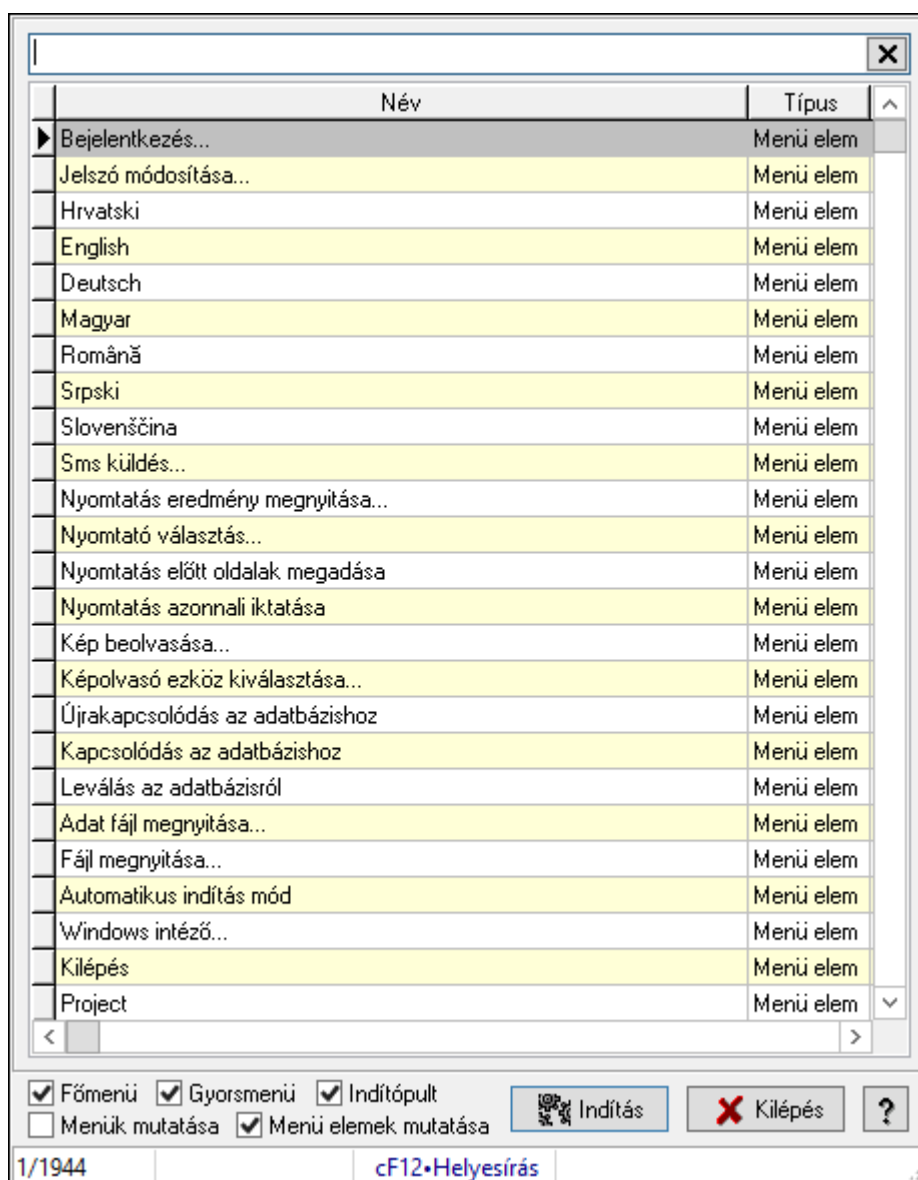 Név Típus
Bejelentkezés... Menü elem
Jelszó módosítása... Menü elem
Hrvatski Menü elem
English Menü elem
Deutsch Menü elem
Magyar Menü elem
Română Menü elem
Srpski Menü elem
Slovenščina Menü elem
Sms küldés... Menü elem
Nyomtatás eredmény megnyitása... Menü elem
Nyomtató választás... Menü elem
Nyomtatás előtt oldalak megadása Menü elem
Nyomtatás azonnali iktatása Menü elem
Kép beolvasása... Menü elem
Képolvasó ezköz kiválasztása... Menü elem
Újrakapcsolódás az adatbázishoz Menü elem
Kapcsolódás az adatbázishoz Menü elem
Leválás az adatbázisról Menü elem
Adat fájl megnyitása... Menü elem
Fájl megnyitása... Menü elem
Automatikus indítás mód Menü elem
Windows intéző... Menü elem
Kilépés Menü elem
Project Menü elem
Főmenü Gyorsmenü Indítópult
Menük mutatása Menü elemek mutatása
Indítás Kilépés ?
1/1944 cF12•Helyesírás